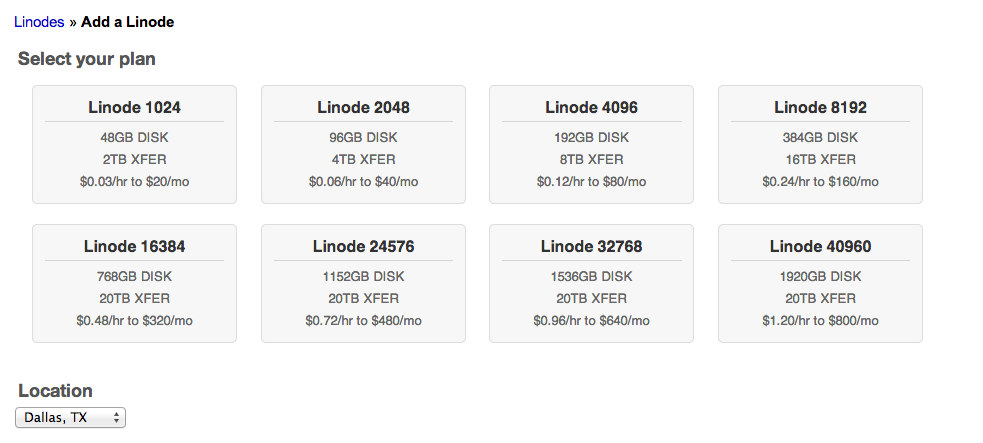 Linodes » Add a Linode
Select your plan
Linode 1024
48GB DISK
2TB XFER
$0.03/hr to $20/mo
Linode 2048
96GB DISK
4TB XFER
$0.06/hr to $40/mo
Linode 4096
192GB DISK
8TB XFER
$0.12/hr to $80/mo
Linode 8192
384GB DISK
16TB XFER
$0.24/hr to $160/mo
Linode 16384
768GB DISK
20TB XFER
$0.48/hr to $320/mo
Linode 24576
1152GB DISK
20TB XFER
$0.72/hr to $480/mo
Linode 32768
1536GB DISK
20TB XFER
$0.96/hr to $640/mo
Linode 40960
1920GB DISK
20TB XFER
$1.20/hr to $800/mo
Location
Dallas, TX